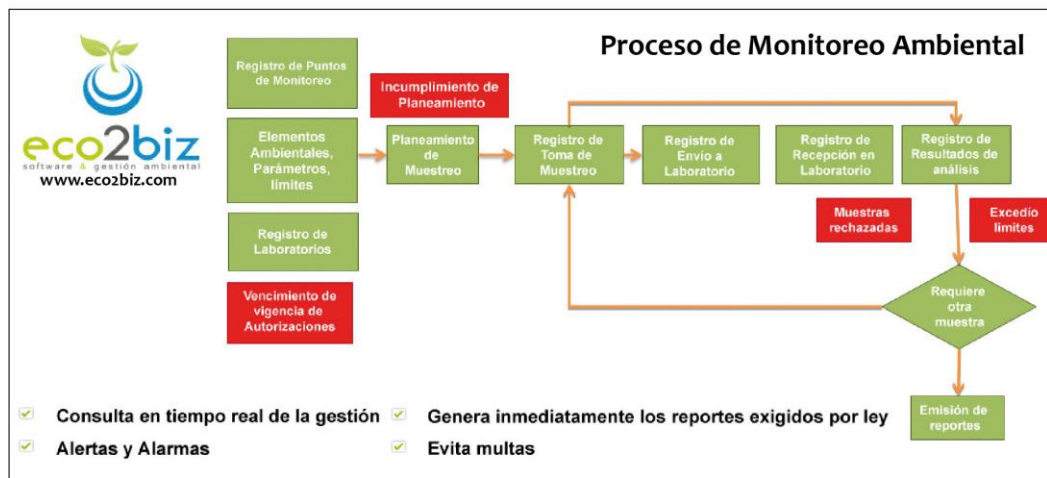 Proceso de Monitoreo Ambiental
eco2biz
software & gestión ambiental
www.eco2biz.com
Registro de Puntos
de Monitoreo
Elementos
Ambientales,
Parámetros,
límites
Registro de
Laboratorios
Vencimiento de
vigencia de
Autorizaciones
Incumplimiento de
Planeamiento
Planeamiento
de
Muestreo
Registro de
Toma de
Muestreo
Registro de
Envío a
Laboratorio
Registro de
Recepción en
Laboratorio
Registro de
Resultados de
análisis
Muestras
rechazadas
Excedío
límites
Requiere
otra
muestra
Emisión de
reportes
Consulta en tiempo real de la gestión
Alertas y Alarmas
Genera inmediatamente los reportes exigidos por ley
Evita multas